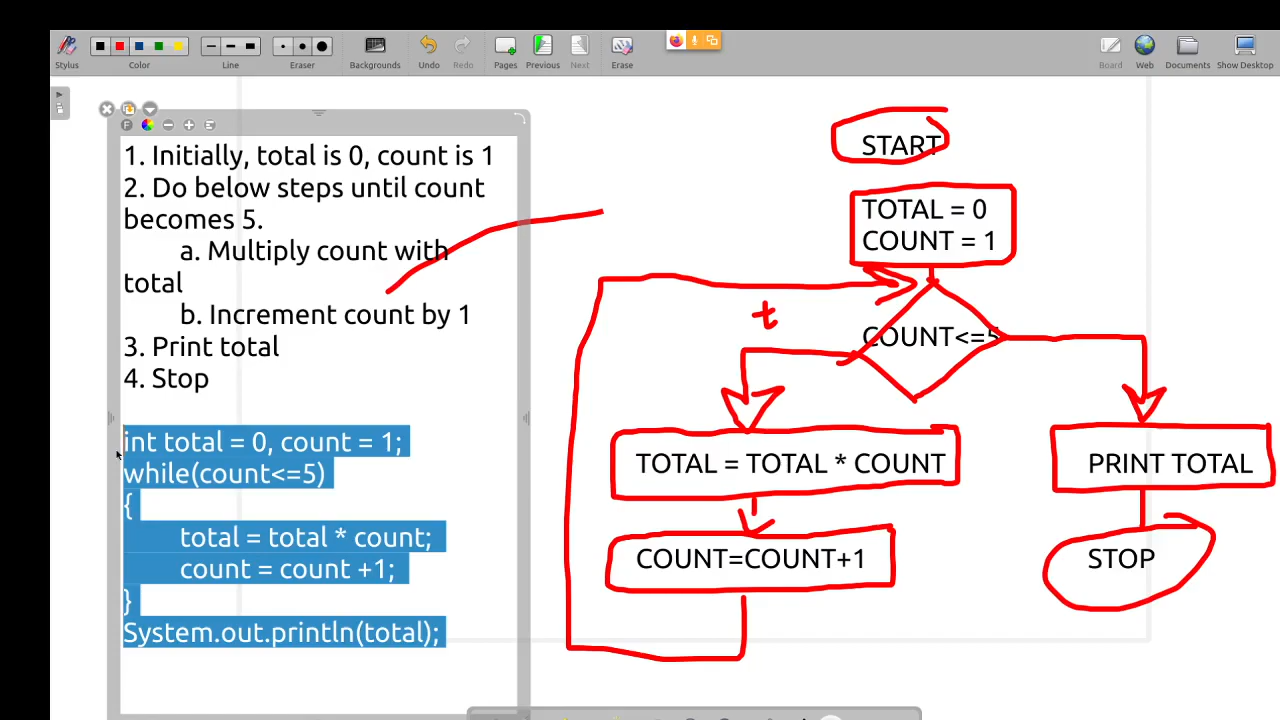 Stylus
Color
Line
Eraser
Backgrounds
Undo
Redo
Pages
Previous
Next
Erase
Board
Web
Documents
Show Desktop
F
1. Initially, total is 0, count is 1
2. Do below steps until count
becomes 5.
a. Multiply count with
total
b. Increment count by 1
3. Print total
4. Stop
int total = 0, count = 1;
while(count<=5)
{
total = total * count;
count = count +1;
}
System.out.println(total);
START
TOTAL = 0
COUNT = 1
t
COUNT<=5
TOTAL = TOTAL * COUNT
COUNT=COUNT+1
PRINT TOTAL
STOP